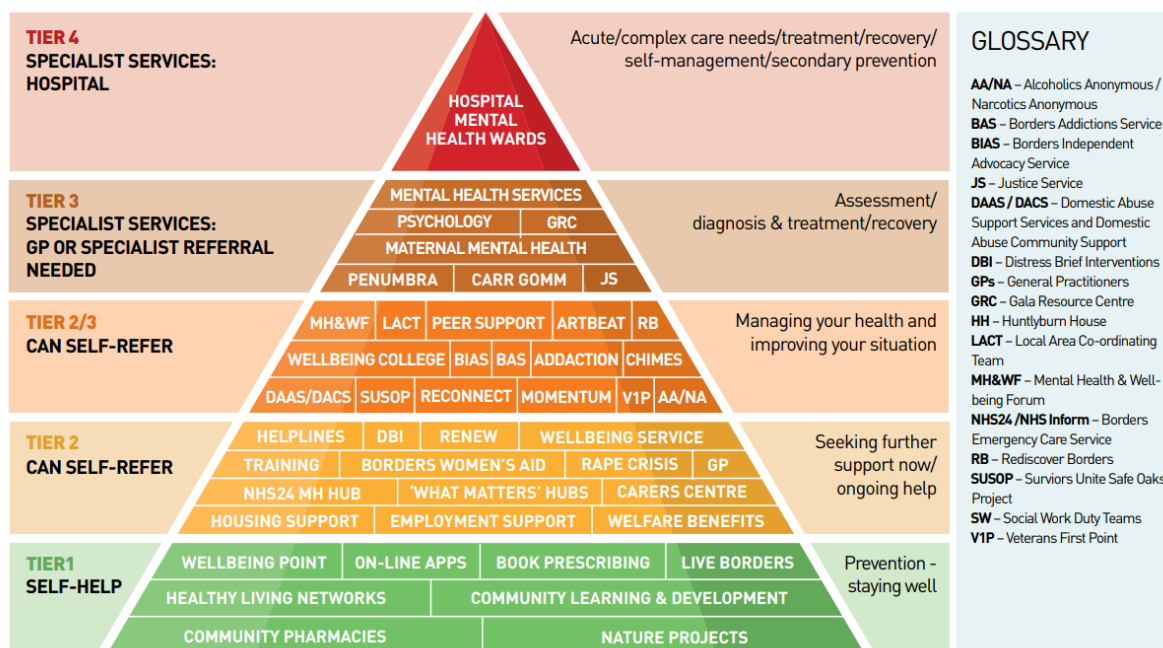 TIER 4
SPECIALIST SERVICES:
HOSPITAL
HOSPITAL
MENTAL
HEALTH WARDS
Acute/complex care needs/treatment/recovery/
self-management/secondary prevention
TIER 3
SPECIALIST SERVICES:
GP OR SPECIALIST REFERRAL
NEEDED
MENTAL HEALTH SERVICES
PSYCHOLOGY GRC
MATERNAL MENTAL HEALTH
PENUMBRA CARR GOMM JS
Assessment/
diagnosis & treatment/recovery
TIER 2/3
CAN SELF-REFER
MH&WF LACT PEER SUPPORT ARTBEAT RB
WELLBEING COLLEGE BIAS BAS ADDACTION CHIMES
DAAS/DACS SUSOP RECONNECT MOMENTUM V1P AA/NA
Managing your health and
improving your situation
TIER 2
CAN SELF-REFER
HELPLINES DBI RENEW WELLBEING SERVICE
TRAINING BORDERS WOMEN'S AID RAPE CRISIS GP
NHS24 MH HUB 'WHAT MATTERS' HUBS CARERS CENTRE
HOUSING SUPPORT EMPLOYMENT SUPPORT WELFARE BENEFITS
Seeking further
support now/
ongoing help
TIER1
SELF-HELP
WELLBEING POINT ON-LINE APPS BOOK PRESCRIBING LIVE BORDERS
HEALTHY LIVING NETWORKS COMMUNITY LEARNING & DEVELOPMENT
COMMUNITY PHARMACIES NATURE PROJECTS
Prevention -
staying well
GLOSSARY
AA/NA – Alcoholics Anonymous /
Narcotics Anonymous
BAS – Borders Addictions Service
BIAS – Borders Independent
Advocacy Service
JS – Justice Service
DAAS / DACS – Domestic Abuse
Support Services and Domestic
Abuse Community Support
DBI – Distress Brief Interventions
GPs – General Practitioners
GRC – Gala Resource Centre
HH – Huntlyburn House
LACT – Local Area Co-ordinating
Team
MH&WF – Mental Health & Well-
being Forum
NHS24 /NHS Inform – Borders
Emergency Care Service
RB – Rediscover Borders
SUSOP – Surviors Unite Safe Oaks
Project
SW – Social Work Duty Teams
V1P – Veterans First Point